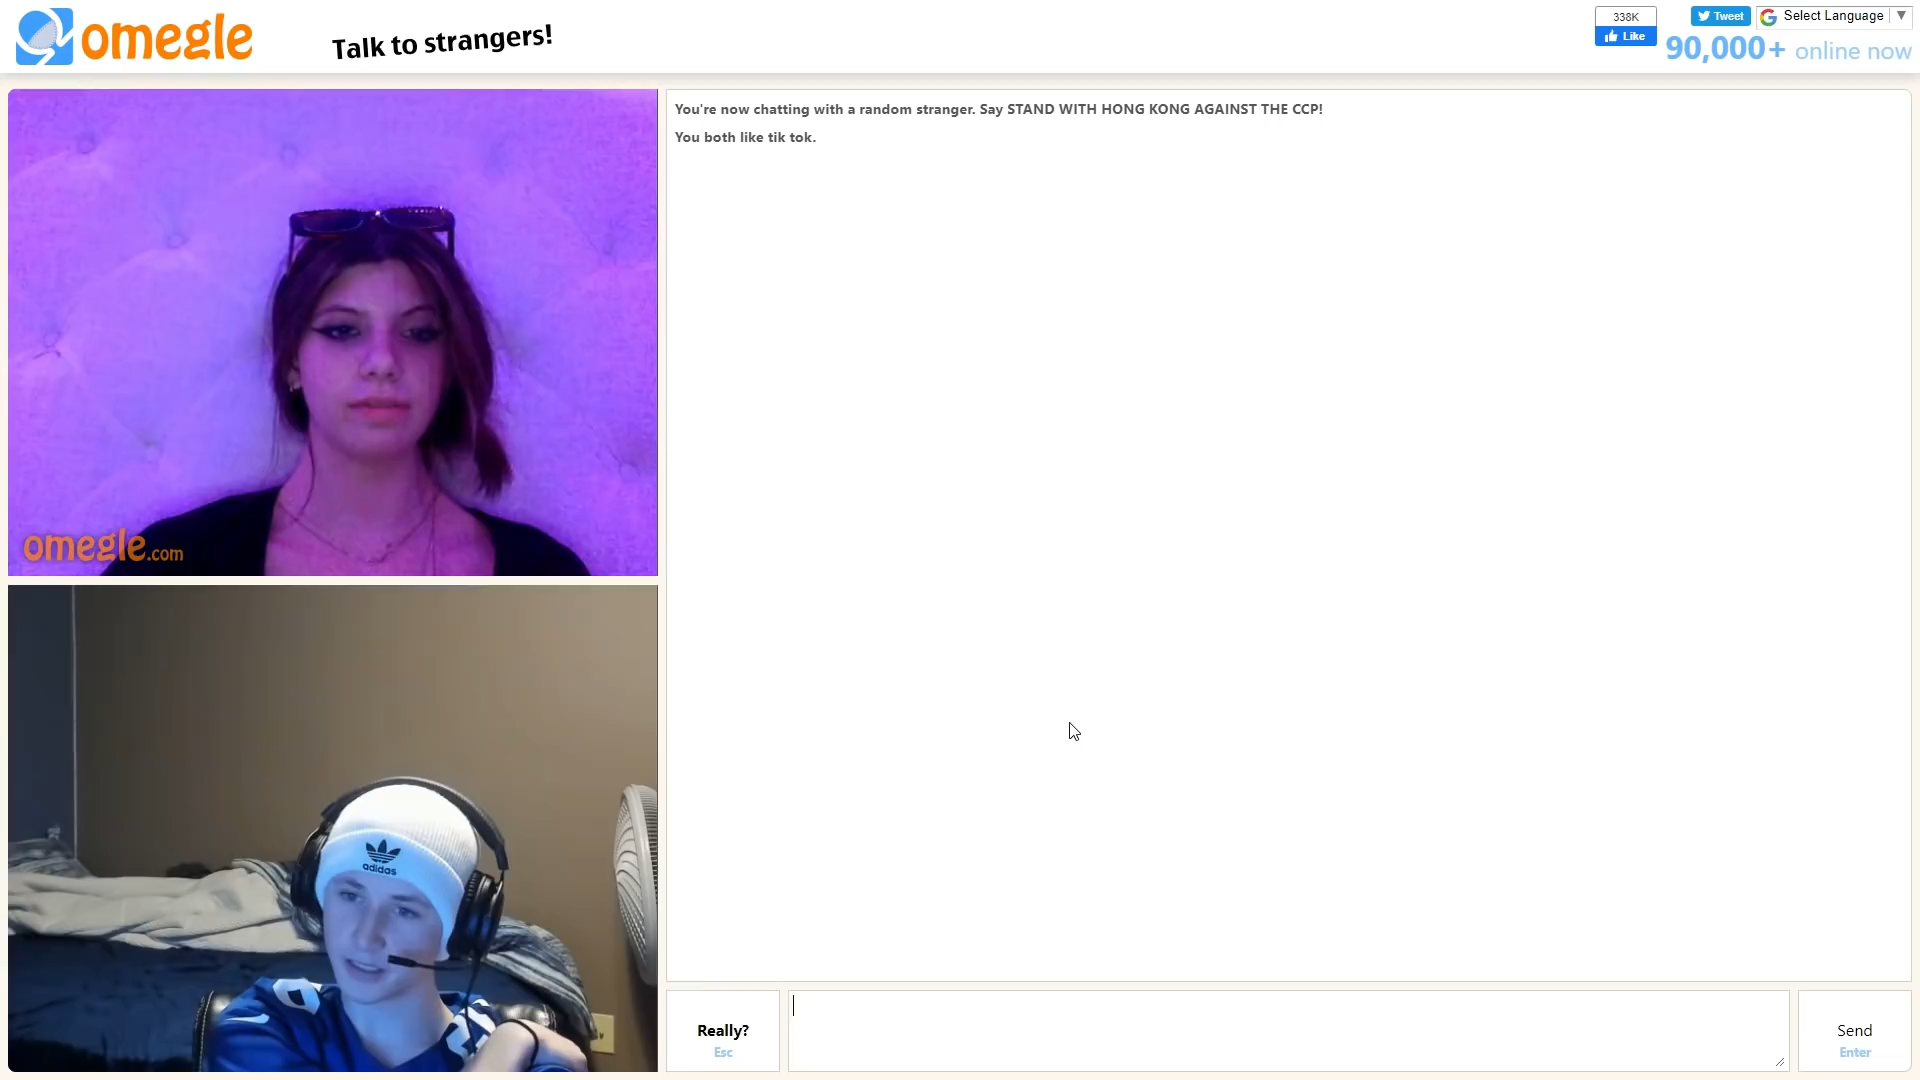 omegle
Talk to strangers!
338K
Like
Tweet
Select Language
90,000+ online now
You're now chatting with a random stranger. Say STAND WITH HONG KONG AGAINST THE CCP!
You both like tik tok.
omegle.com
adidas
Really?
Esc
Send
Enter